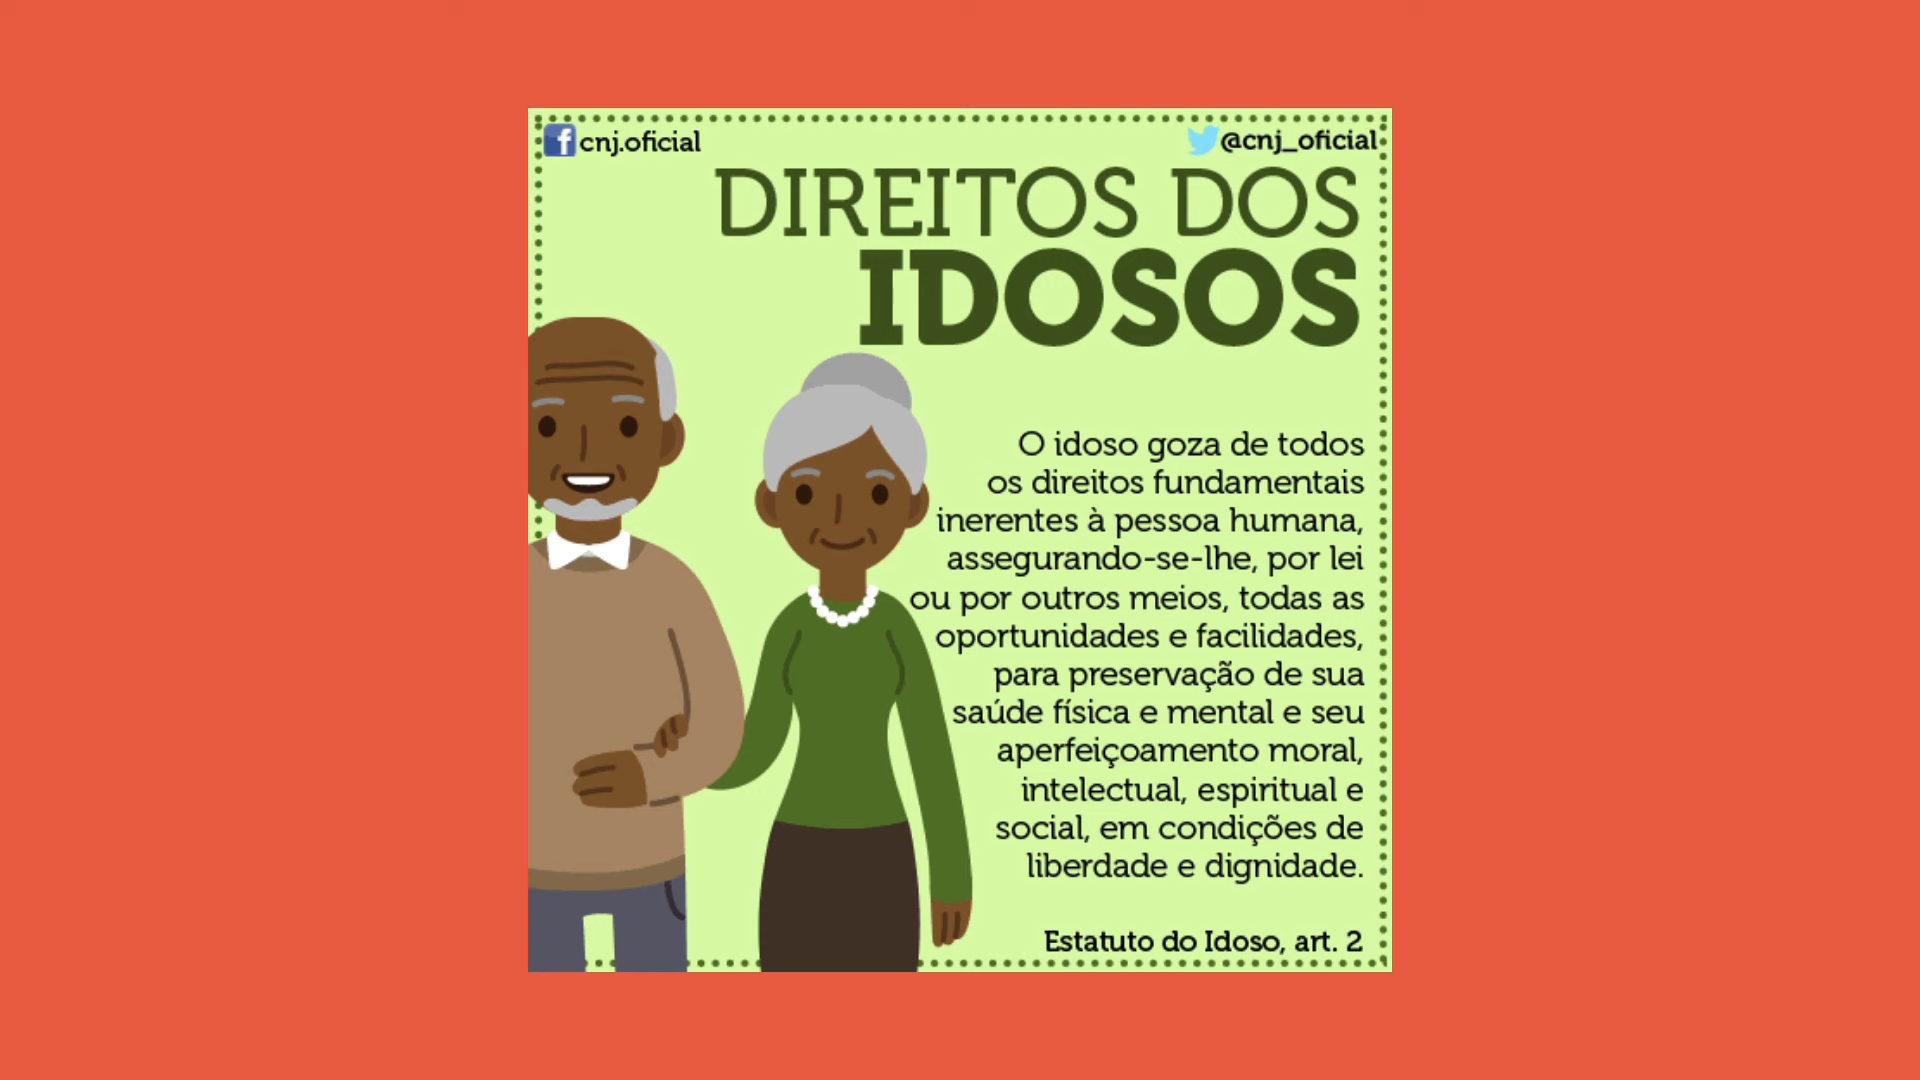 cnj.oficial
@cnj_oficial
DIREITOS DOS
IDOSOS
O idoso goza de todos
os direitos fundamentais
inerentes à pessoa humana,
assegurando-se-lhe, por lei
ou por outros meios, todas as
oportunidades e facilidades,
para preservação de sua
saúde física e mental e seu
aperfeiçoamento moral,
intelectual, espiritual e
social, em condições de
liberdade e dignidade.
Estatuto do Idoso, art. 2